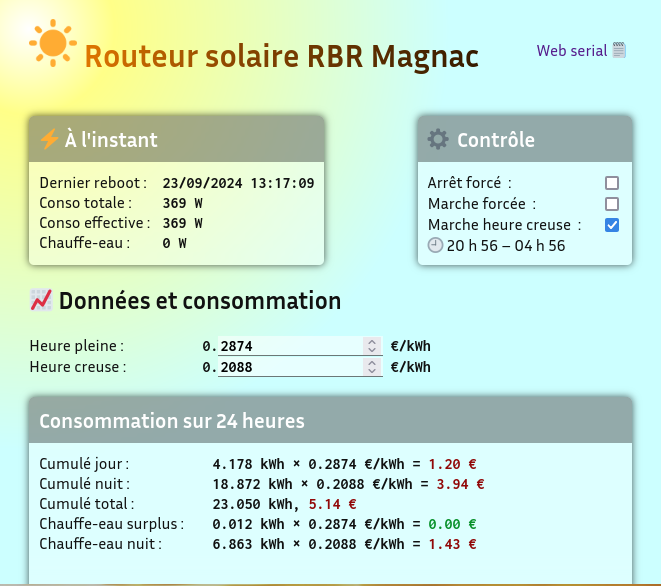 Routeur solaire RBR Magnac
Web serial
À l'instant
Dernier reboot : 23/09/2024 13:17:09
Conso totale : 369 W
Conso effective : 369 W
Chauffe-eau : 0 W
Contrôle
Arrêt forcé :
Marche forcée :
Marche heure creuse :
20 h 56 – 04 h 56
Données et consommation
Heure pleine : 0.2874 €/kWh
Heure creuse : 0.2088 €/kWh
Consommation sur 24 heures
Cumulé jour : 4.178 kWh × 0.2874 €/kWh = 1.20 €
Cumulé nuit : 18.872 kWh × 0.2088 €/kWh = 3.94 €
Cumulé total : 23.050 kWh, 5.14 €
Chauffe-eau surplus : 0.012 kWh × 0.2874 €/kWh = 0.00 €
Chauffe-eau nuit : 6.863 kWh × 0.2088 €/kWh = 1.43 €